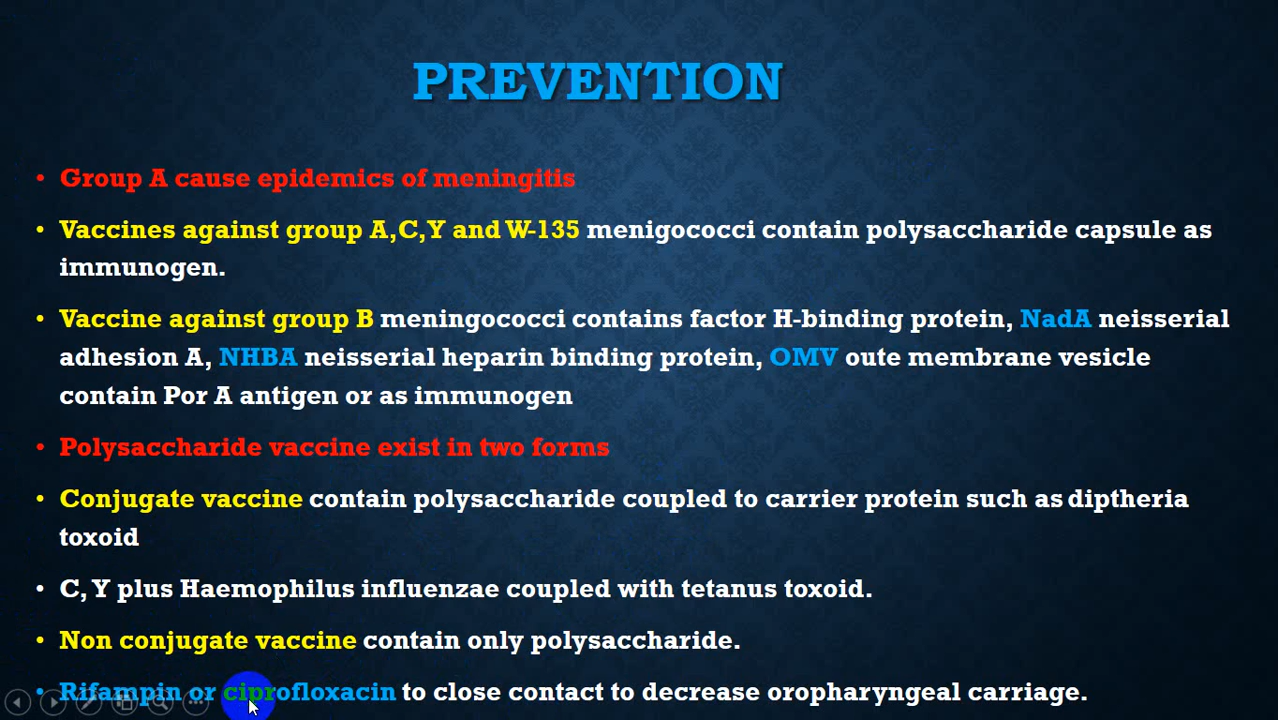 PREVENTION
• Group A cause epidemics of meningitis
• Vaccines against group A,C,Y and W-135 menigococci contain polysaccharide capsule as
immunogen.
• Vaccine against group B meningococci contains factor H-binding protein, NadA neisserial
adhesion A, NHBA neisserial heparin binding protein, OMV oute membrane vesicle
contain Por A antigen or as immunogen
• Polysaccharide vaccine exist in two forms
• Conjugate vaccine contain polysaccharide coupled to carrier protein such as diptheria
toxoid
• C, Y plus Haemophilus influenzae coupled with tetanus toxoid.
• Non conjugate vaccine contain only polysaccharide.
• Rifampin or ciprofloxacin to close contact to decrease oropharyngeal carriage.